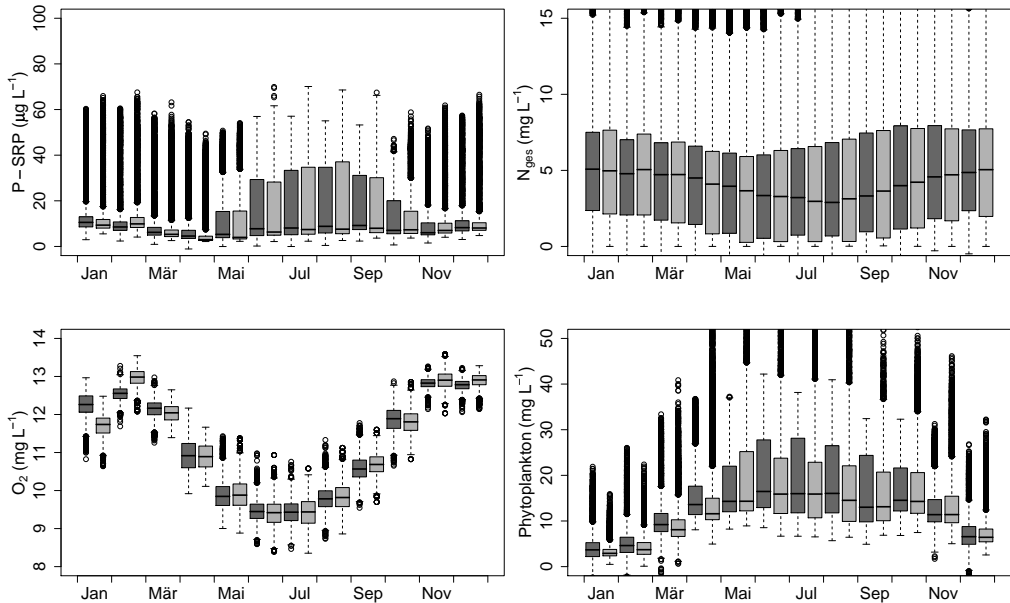 P−SRP (µg L⁻¹)
0 20 40 60 80 100
Jan Mär Mai Jul Sep Nov
N_ges (mg L⁻¹)
0 5 10 15
Jan Mär Mai Jul Sep Nov
O₂ (mg L⁻¹)
8 9 10 11 12 13 14
Jan Mär Mai Jul Sep Nov
Phytoplankton (mg L⁻¹)
0 10 20 30 40 50
Jan Mär Mai Jul Sep Nov